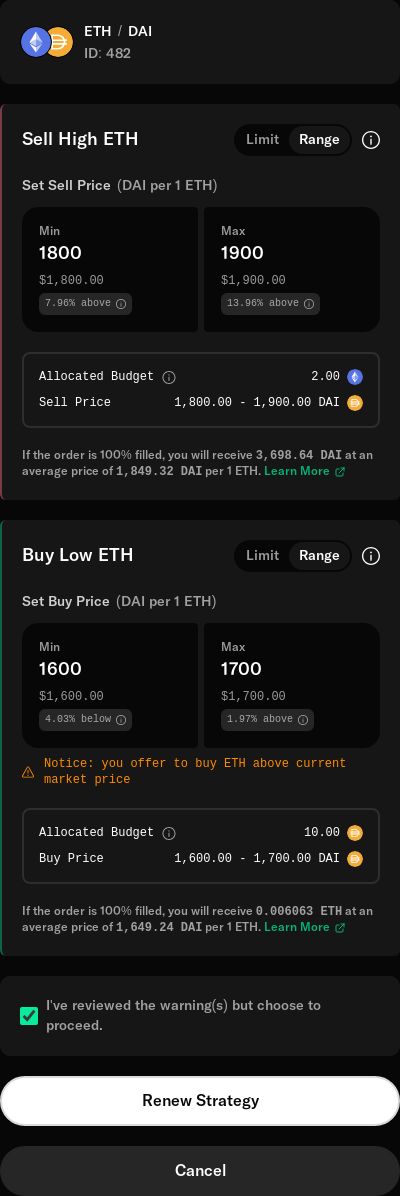 ETH / DAI
ID: 482
Sell High ETH
Limit Range
Set Sell Price (DAI per 1 ETH)
Min Max
1800 1900
$1,800.00 $1,900.00
7.96% above 13.96% above
Allocated Budget 2.00
Sell Price 1,800.00 - 1,900.00 DAI
If the order is 100% filled, you will receive 3,698.64 DAI at an
average price of 1,849.32 DAI per 1 ETH. Learn More
Buy Low ETH
Limit Range
Set Buy Price (DAI per 1 ETH)
Min Max
1600 1700
$1,600.00 $1,700.00
4.03% below 1.97% above
Notice: you offer to buy ETH above current
market price
Allocated Budget 10.00
Buy Price 1,600.00 - 1,700.00 DAI
If the order is 100% filled, you will receive 0.006063 ETH at an
average price of 1,649.24 DAI per 1 ETH. Learn More
I've reviewed the warning(s) but choose to
proceed.
Renew Strategy
Cancel